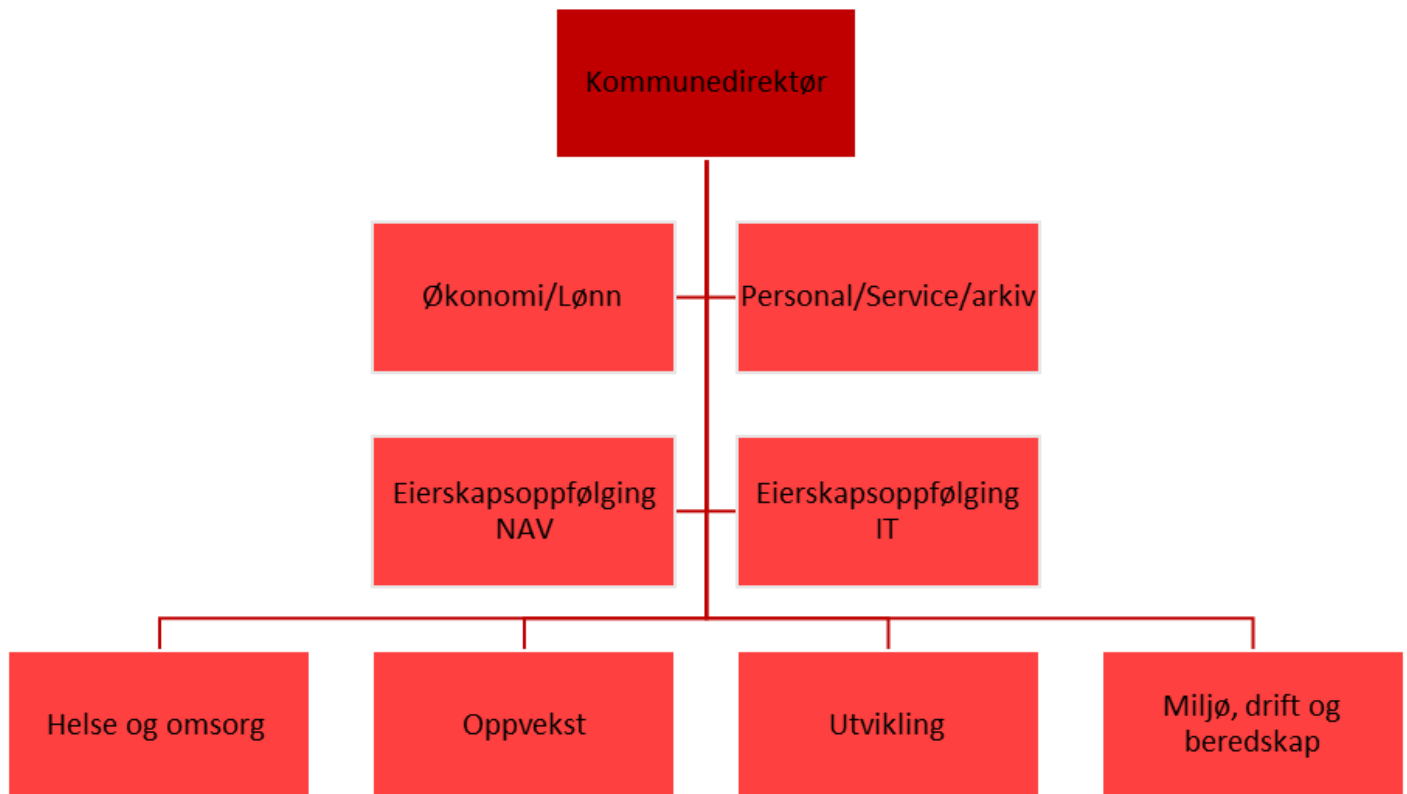 Kommunedirektør
Økonomi/Lønn
Personal/Service/arkiv
Eierskapsoppfølging
NAV
Eierskapsoppfølging
IT
Helse og omsorg
Oppvekst
Utvikling
Miljø, drift og
beredskap